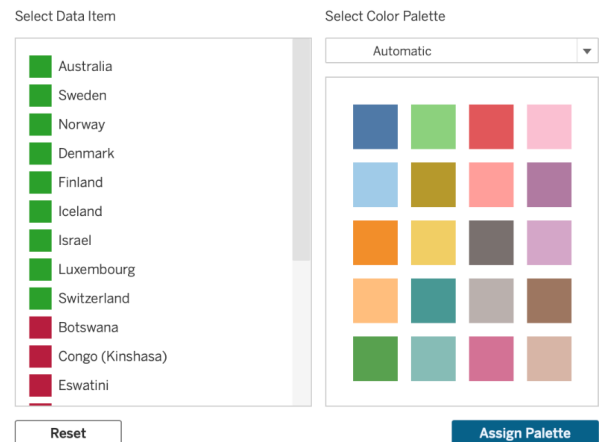 Select Data Item
Select Color Palette
Automatic
Australia
Sweden
Norway
Denmark
Finland
Iceland
Israel
Luxembourg
Switzerland
Botswana
Congo (Kinshasa)
Eswatini
Reset
Assign Palette